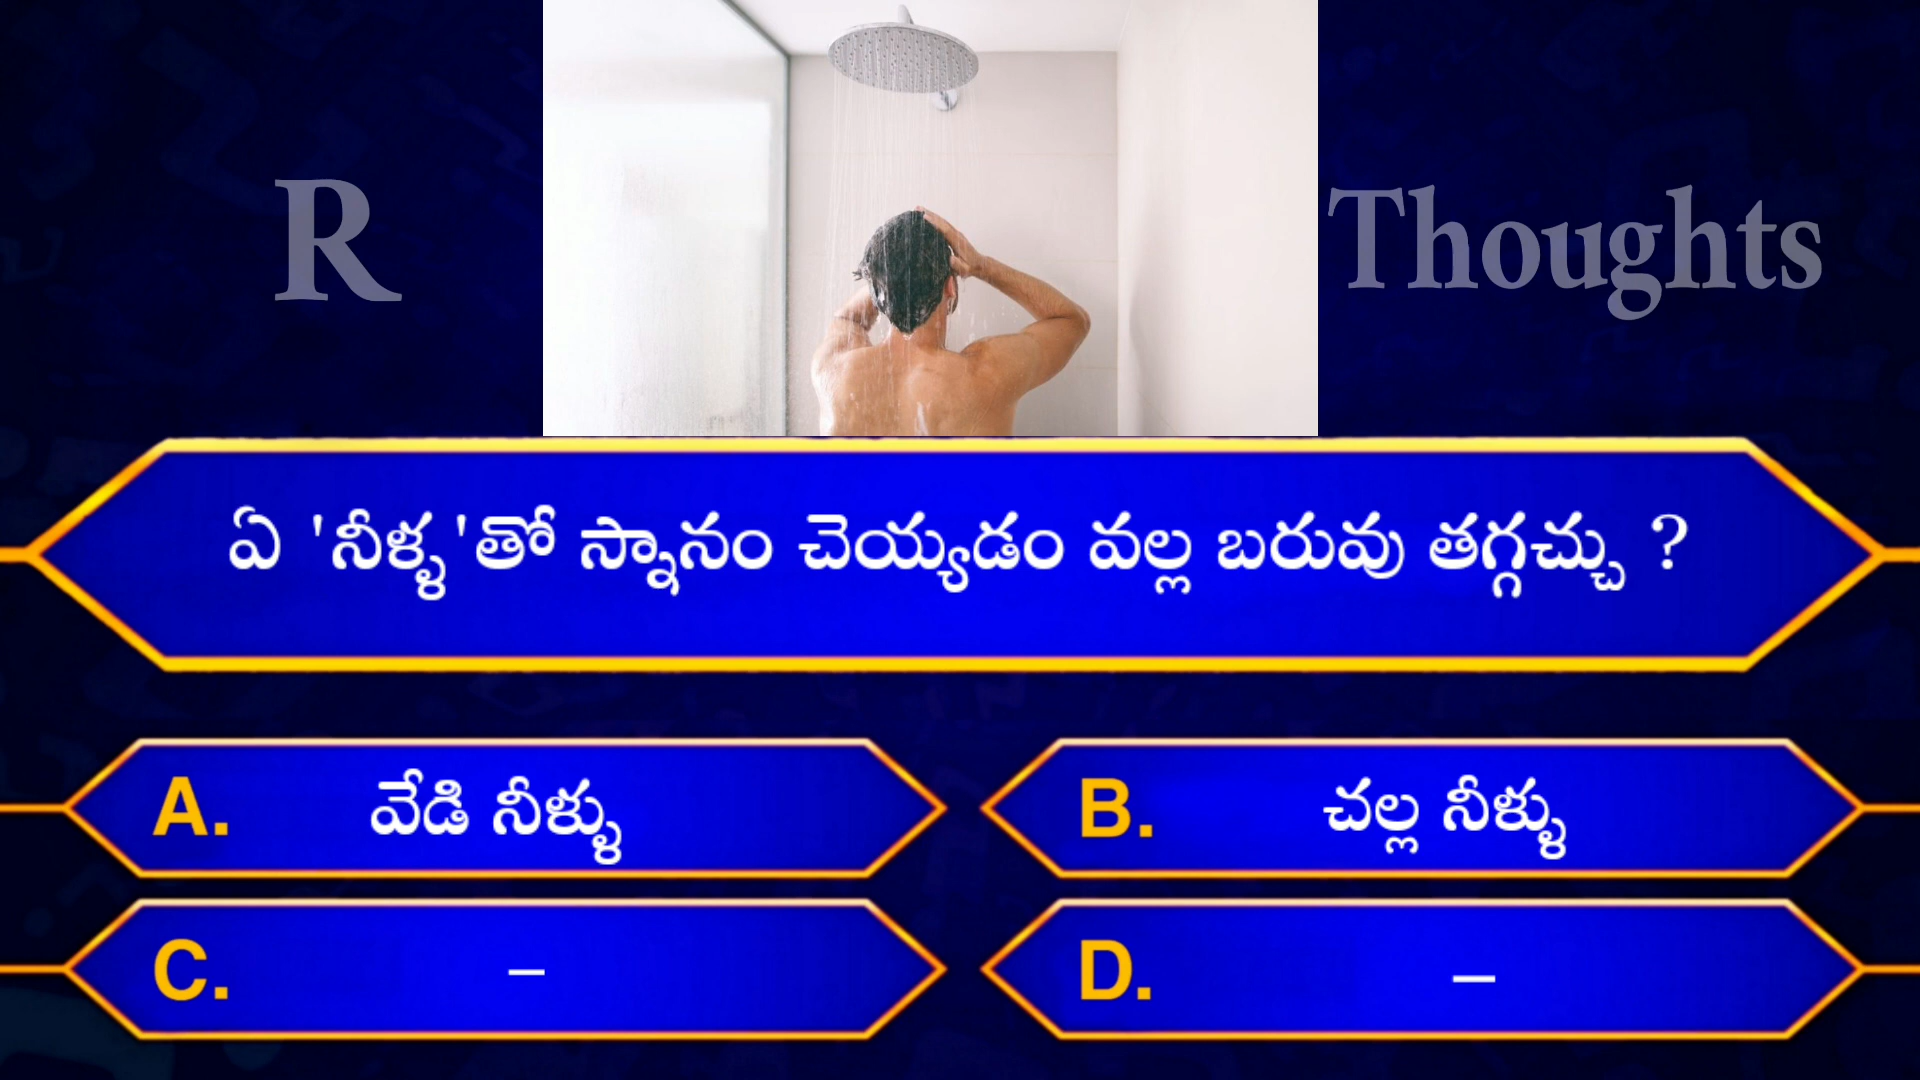 R Thoughts
ఏ 'నీళ్ళ'తో స్నానం చెయ్యడం వల్ల బరువు తగ్గచ్చు ?
A. వేడి నీళ్ళు
B. చల్ల నీళ్ళు
C. –
D. –